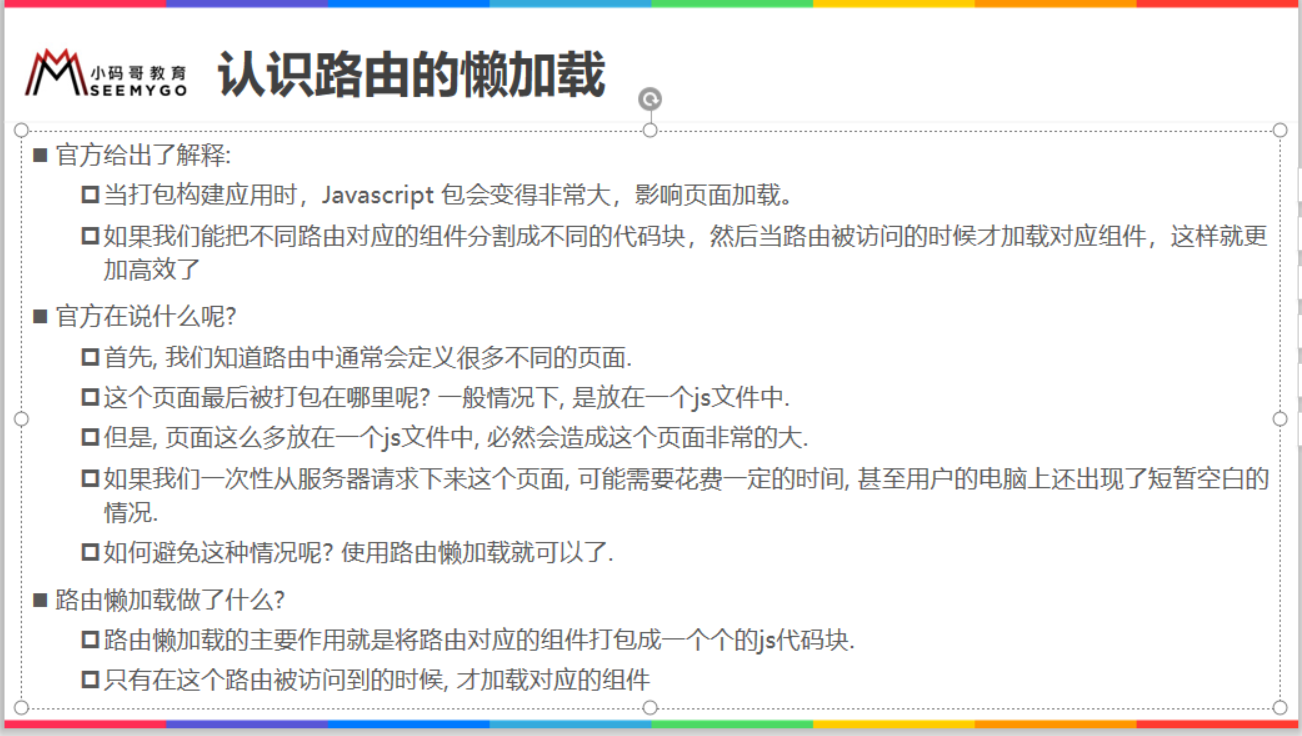 小码哥教育
SEEMYGO
认识路由的懒加载
官方给出了解释:
当打包构建应用时，Javascript 包会变得非常大，影响页面加载。
如果我们能把不同路由对应的组件分割成不同的代码块，然后当路由被访问的时候才加载对应组件，这样就更
加高效了
官方在说什么呢?
首先, 我们知道路由中通常会定义很多不同的页面.
这个页面最后被打包在哪里呢? 一般情况下, 是放在一个js文件中.
但是, 页面这么多放在一个js文件中, 必然会造成这个页面非常的大.
如果我们一次性从服务器请求下来这个页面, 可能需要花费一定的时间, 甚至用户的电脑上还出现了短暂空白的
情况.
如何避免这种情况呢? 使用路由懒加载就可以了.
路由懒加载做了什么?
路由懒加载的主要作用就是将路由对应的组件打包成一个个的js代码块.
只有在这个路由被访问到的时候, 才加载对应的组件